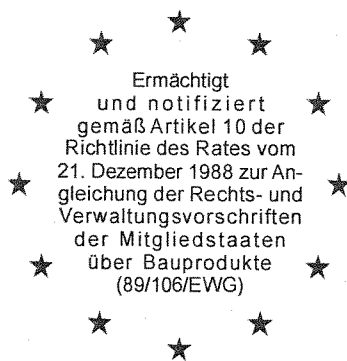 Ermächtigt
und notifiziert
gemäß Artikel 10 der
Richtlinie des Rates vom
21. Dezember 1988 zur An-
gleichung der Rechts- und
Verwaltungsvorschriften
der Mitgliedstaaten
über Bauprodukte
(89/106/EWG)